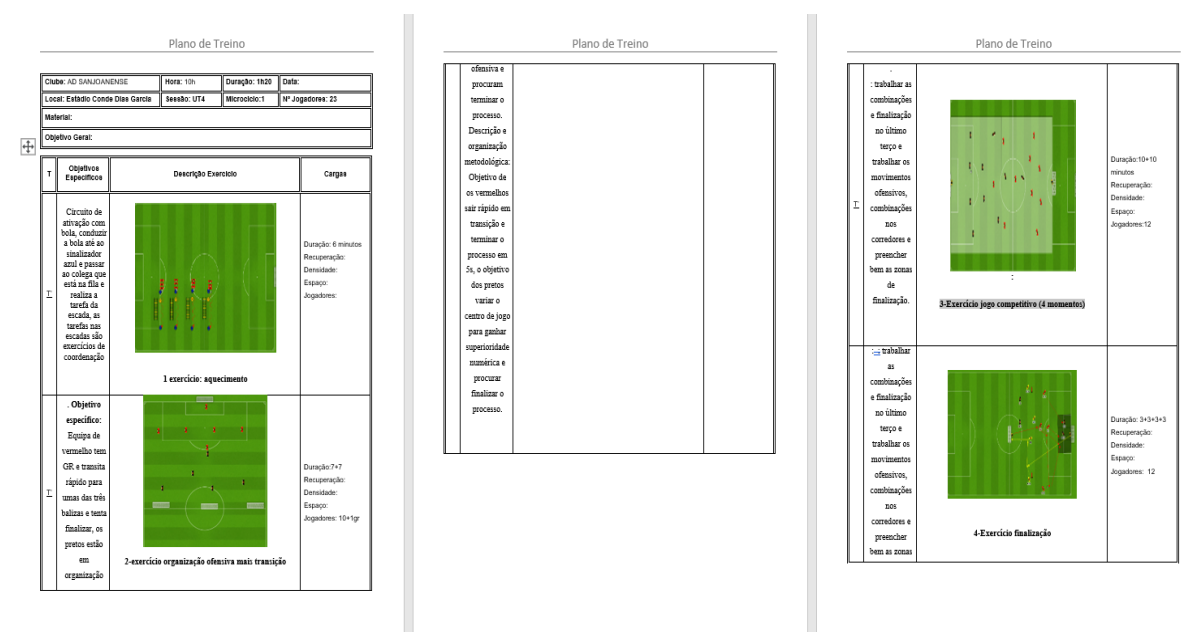 Plano de Treino
Clube: AD SANJOANENSE
Hora: 10h
Duração: 1h20
Data:
Local: Estádio Conde Dias Garcia
Sessão: UT4
Microciclo:1
Nº Jogadores: 23
Material:
Objetivo Geral:
T
Objetivos
Específicos
Descrição Exercício
Cargas
T
Circuito de
ativação com
bola, conduzir
a bola até ao
sinalizador
azul e passar
ao colega que
está na fila e
realiza a
tarefa da
escada, as
tarefas nas
escadas são
exercícios de
coordenação
1 exercício: aquecimento
Duração: 6 minutos
Recuperação:
Densidade:
Espaço:
Jogadores:
T
. Objetivo
específico:
Equipa de
vermelho tem
GR e transita
rápido para
umas das três
balizas e tenta
finalizar, os
pretos estão
em
organização
2-exercício organização ofensiva mais transição
Duração:7+7
Recuperação:
Densidade:
Espaço:
Jogadores: 10+1gr
Plano de Treino
ofensiva e
procuram
terminar o
processo.
Descrição e
organização
metodológica:
Objetivo de
os vermelhos
sair rápido em
transição e
terminar o
processo em
5s, o objetivo
dos pretos
variar o
centro de jogo
para ganhar
superioridade
numérica e
procurar
finalizar o
processo.
Plano de Treino
T
.
: trabalhar as
combinações
e finalização
no último
terço e
trabalhar os
movimentos
ofensivos,
combinações
nos
corredores e
preencher
bem as zonas
de
finalização.
:
3-Exercício jogo competitivo (4 momentos)
Duração:10+10
minutos
Recuperação:
Densidade:
Espaço:
Jogadores:12
: trabalhar
as
combinações
e finalização
no último
terço e
trabalhar os
movimentos
ofensivos,
combinações
nos
corredores e
preencher
bem as zonas
4-Exercício finalização
Duração: 3+3+3+3
Recuperação:
Densidade:
Espaço:
Jogadores: 12